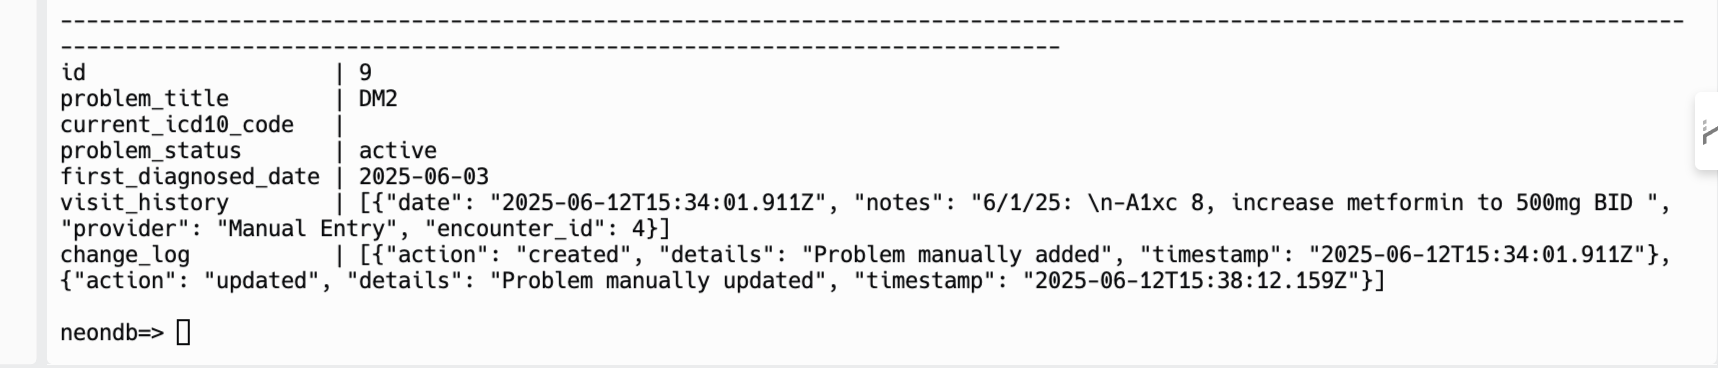 -----------------------------------------------------------------------------------------------------------------------------
-----------------------------------------------------------------------------
id                   | 9
problem_title        | DM2
current_icd10_code   |
problem_status       | active
first_diagnosed_date | 2025-06-03
visit_history        | [{"date": "2025-06-12T15:34:01.911Z", "notes": "6/1/25: \n-A1xc 8, increase metformin to 500mg BID ",
"provider": "Manual Entry", "encounter_id": 4}]
change_log           | [{"action": "created", "details": "Problem manually added", "timestamp": "2025-06-12T15:34:01.911Z"},
{"action": "updated", "details": "Problem manually updated", "timestamp": "2025-06-12T15:38:12.159Z"}]
neondb=>